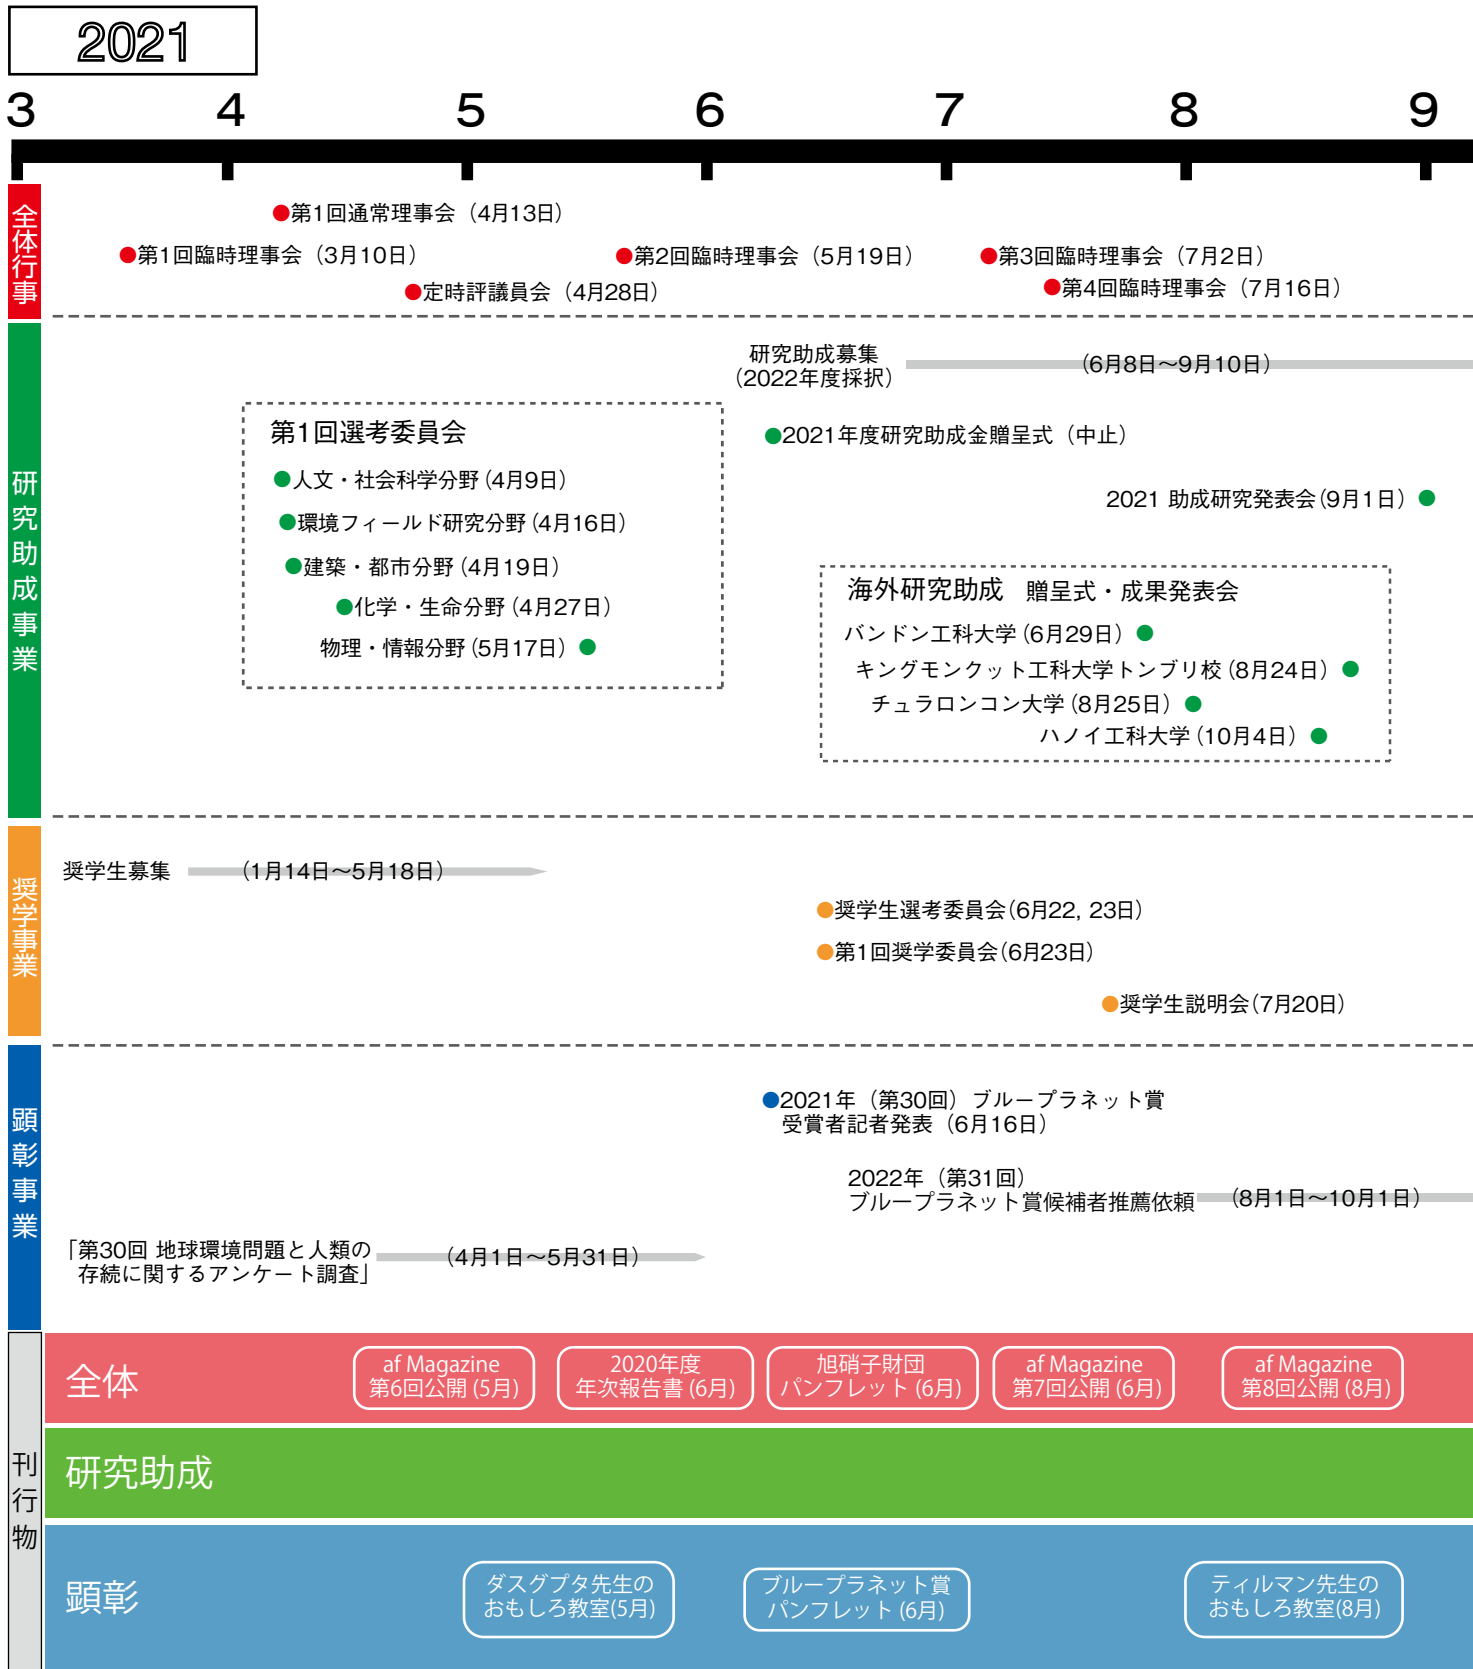 2021
3 4 5 6 7 8 9
全体行事
●第1回通常理事会（4月13日）
●第1回臨時理事会（3月10日）
●第2回臨時理事会（5月19日）
●第3回臨時理事会（7月2日）
●定時評議員会（4月28日）
●第4回臨時理事会（7月16日）
研究助成事業
研究助成募集
（2022年度採択）
（6月8日〜9月10日）
第1回選考委員会
●人文・社会科学分野（4月9日）
●環境フィールド研究分野（4月16日）
●建築・都市分野（4月19日）
●化学・生命分野（4月27日）
物理・情報分野（5月17日）●
●2021年度研究助成金贈呈式（中止）
2021 助成研究発表会（9月1日）●
海外研究助成　贈呈式・成果発表会
バンドン工科大学（6月29日）●
キングモンクット工科大学トンブリ校（8月24日）●
チュラロンコン大学（8月25日）●
ハノイ工科大学（10月4日）●
奨学事業
奨学生募集
（1月14日〜5月18日）
●奨学生選考委員会（6月22, 23日）
●第1回奨学委員会（6月23日）
●奨学生説明会（7月20日）
顕彰事業
●2021年（第30回）ブループラネット賞
受賞者記者発表（6月16日）
2022年（第31回）
ブループラネット賞候補者推薦依頼
（8月1日〜10月1日）
「第30回 地球環境問題と人類の
存続に関するアンケート調査」
（4月1日〜5月31日）
刊行物
全体
af Magazine
第6回公開 (5月)
2020年度
年次報告書 (6月)
旭硝子財団
パンフレット (6月)
af Magazine
第7回公開 (6月)
af Magazine
第8回公開 (8月)
研究助成
顕彰
ダスグプタ先生の
おもしろ教室(5月)
ブループラネット賞
パンフレット (6月)
ティルマン先生の
おもしろ教室(8月)